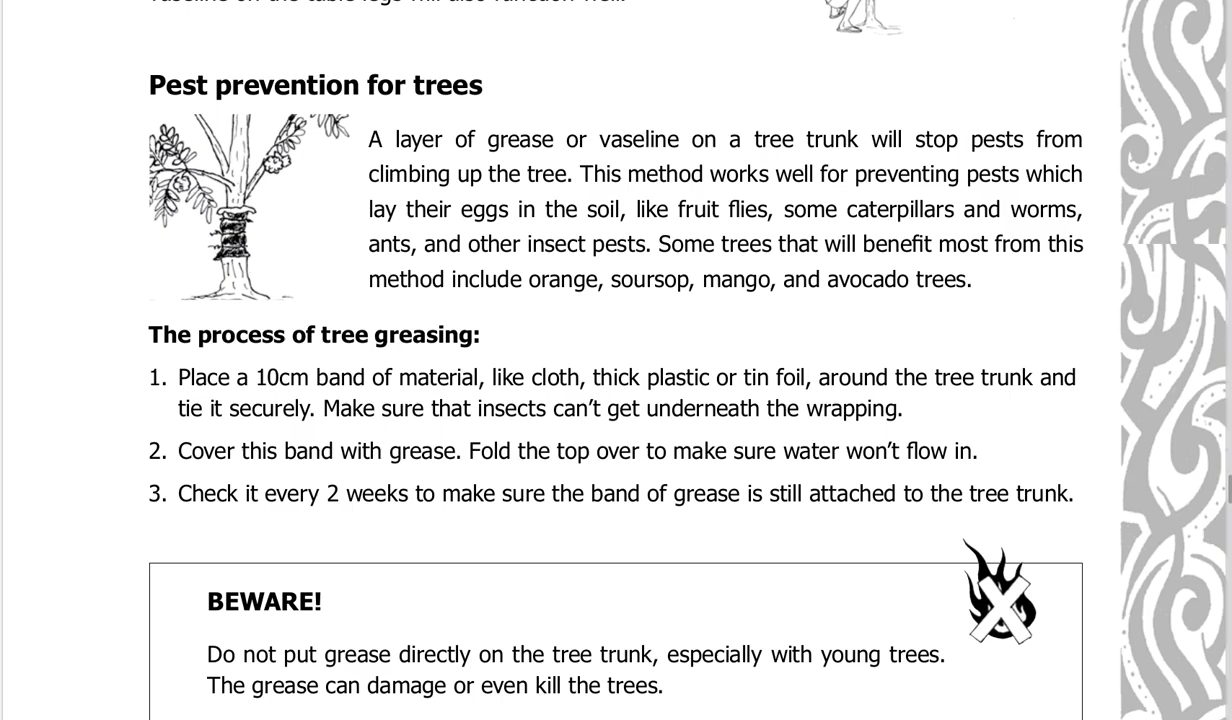 Pest prevention for trees
A layer of grease or vaseline on a tree trunk will stop pests from
climbing up the tree. This method works well for preventing pests which
lay their eggs in the soil, like fruit flies, some caterpillars and worms,
ants, and other insect pests. Some trees that will benefit most from this
method include orange, soursop, mango, and avocado trees.
The process of tree greasing:
1. Place a 10cm band of material, like cloth, thick plastic or tin foil, around the tree trunk and
tie it securely. Make sure that insects can’t get underneath the wrapping.
2. Cover this band with grease. Fold the top over to make sure water won’t flow in.
3. Check it every 2 weeks to make sure the band of grease is still attached to the tree trunk.
BEWARE!
Do not put grease directly on the tree trunk, especially with young trees.
The grease can damage or even kill the trees.